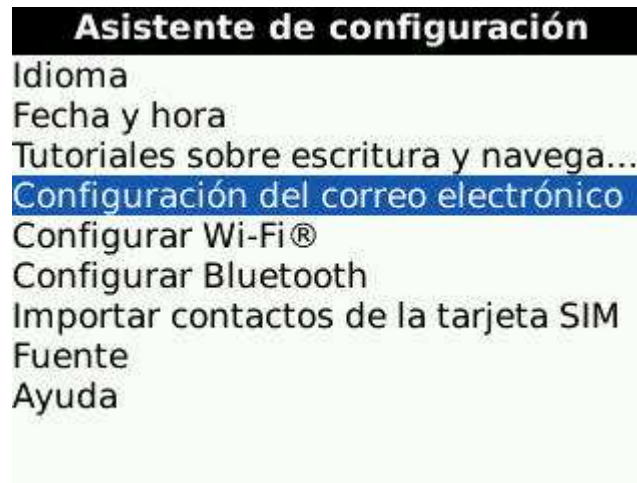 Asistente de configuración
Idioma
Fecha y hora
Tutoriales sobre escritura y navega...
Configuración del correo electrónico
Configurar Wi-Fi®
Configurar Bluetooth
Importar contactos de la tarjeta SIM
Fuente
Ayuda